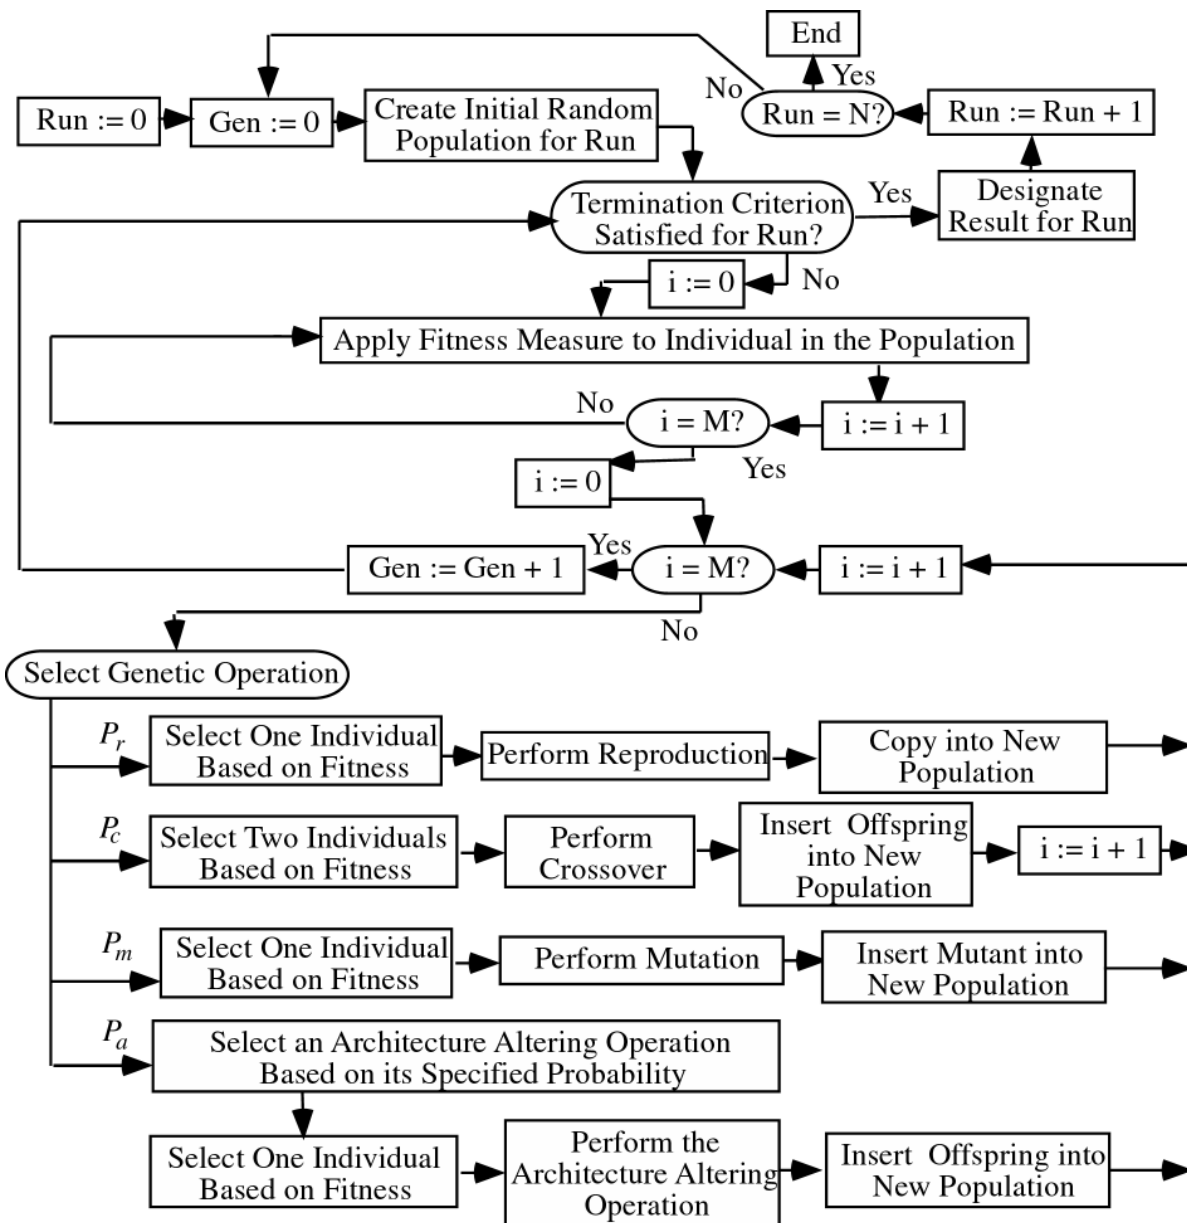 End
No
Yes
Run := 0
Gen := 0
Create Initial Random
Population for Run
Run = N?
Run := Run + 1
Termination Criterion
Satisfied for Run?
Yes
Designate
Result for Run
i := 0
No
Apply Fitness Measure to Individual in the Population
No
i = M?
i := i + 1
Yes
i := 0
Gen := Gen + 1
Yes
i = M?
i := i + 1
No
Select Genetic Operation
Pr
Select One Individual
Based on Fitness
Perform Reproduction
Copy into New
Population
Pc
Select Two Individuals
Based on Fitness
Perform
Crossover
Insert Offspring
into New
Population
i := i + 1
Pm
Select One Individual
Based on Fitness
Perform Mutation
Insert Mutant into
New Population
Pa
Select an Architecture Altering Operation
Based on its Specified Probability
Select One Individual
Based on Fitness
Perform the
Architecture Altering
Operation
Insert Offspring into
New Population